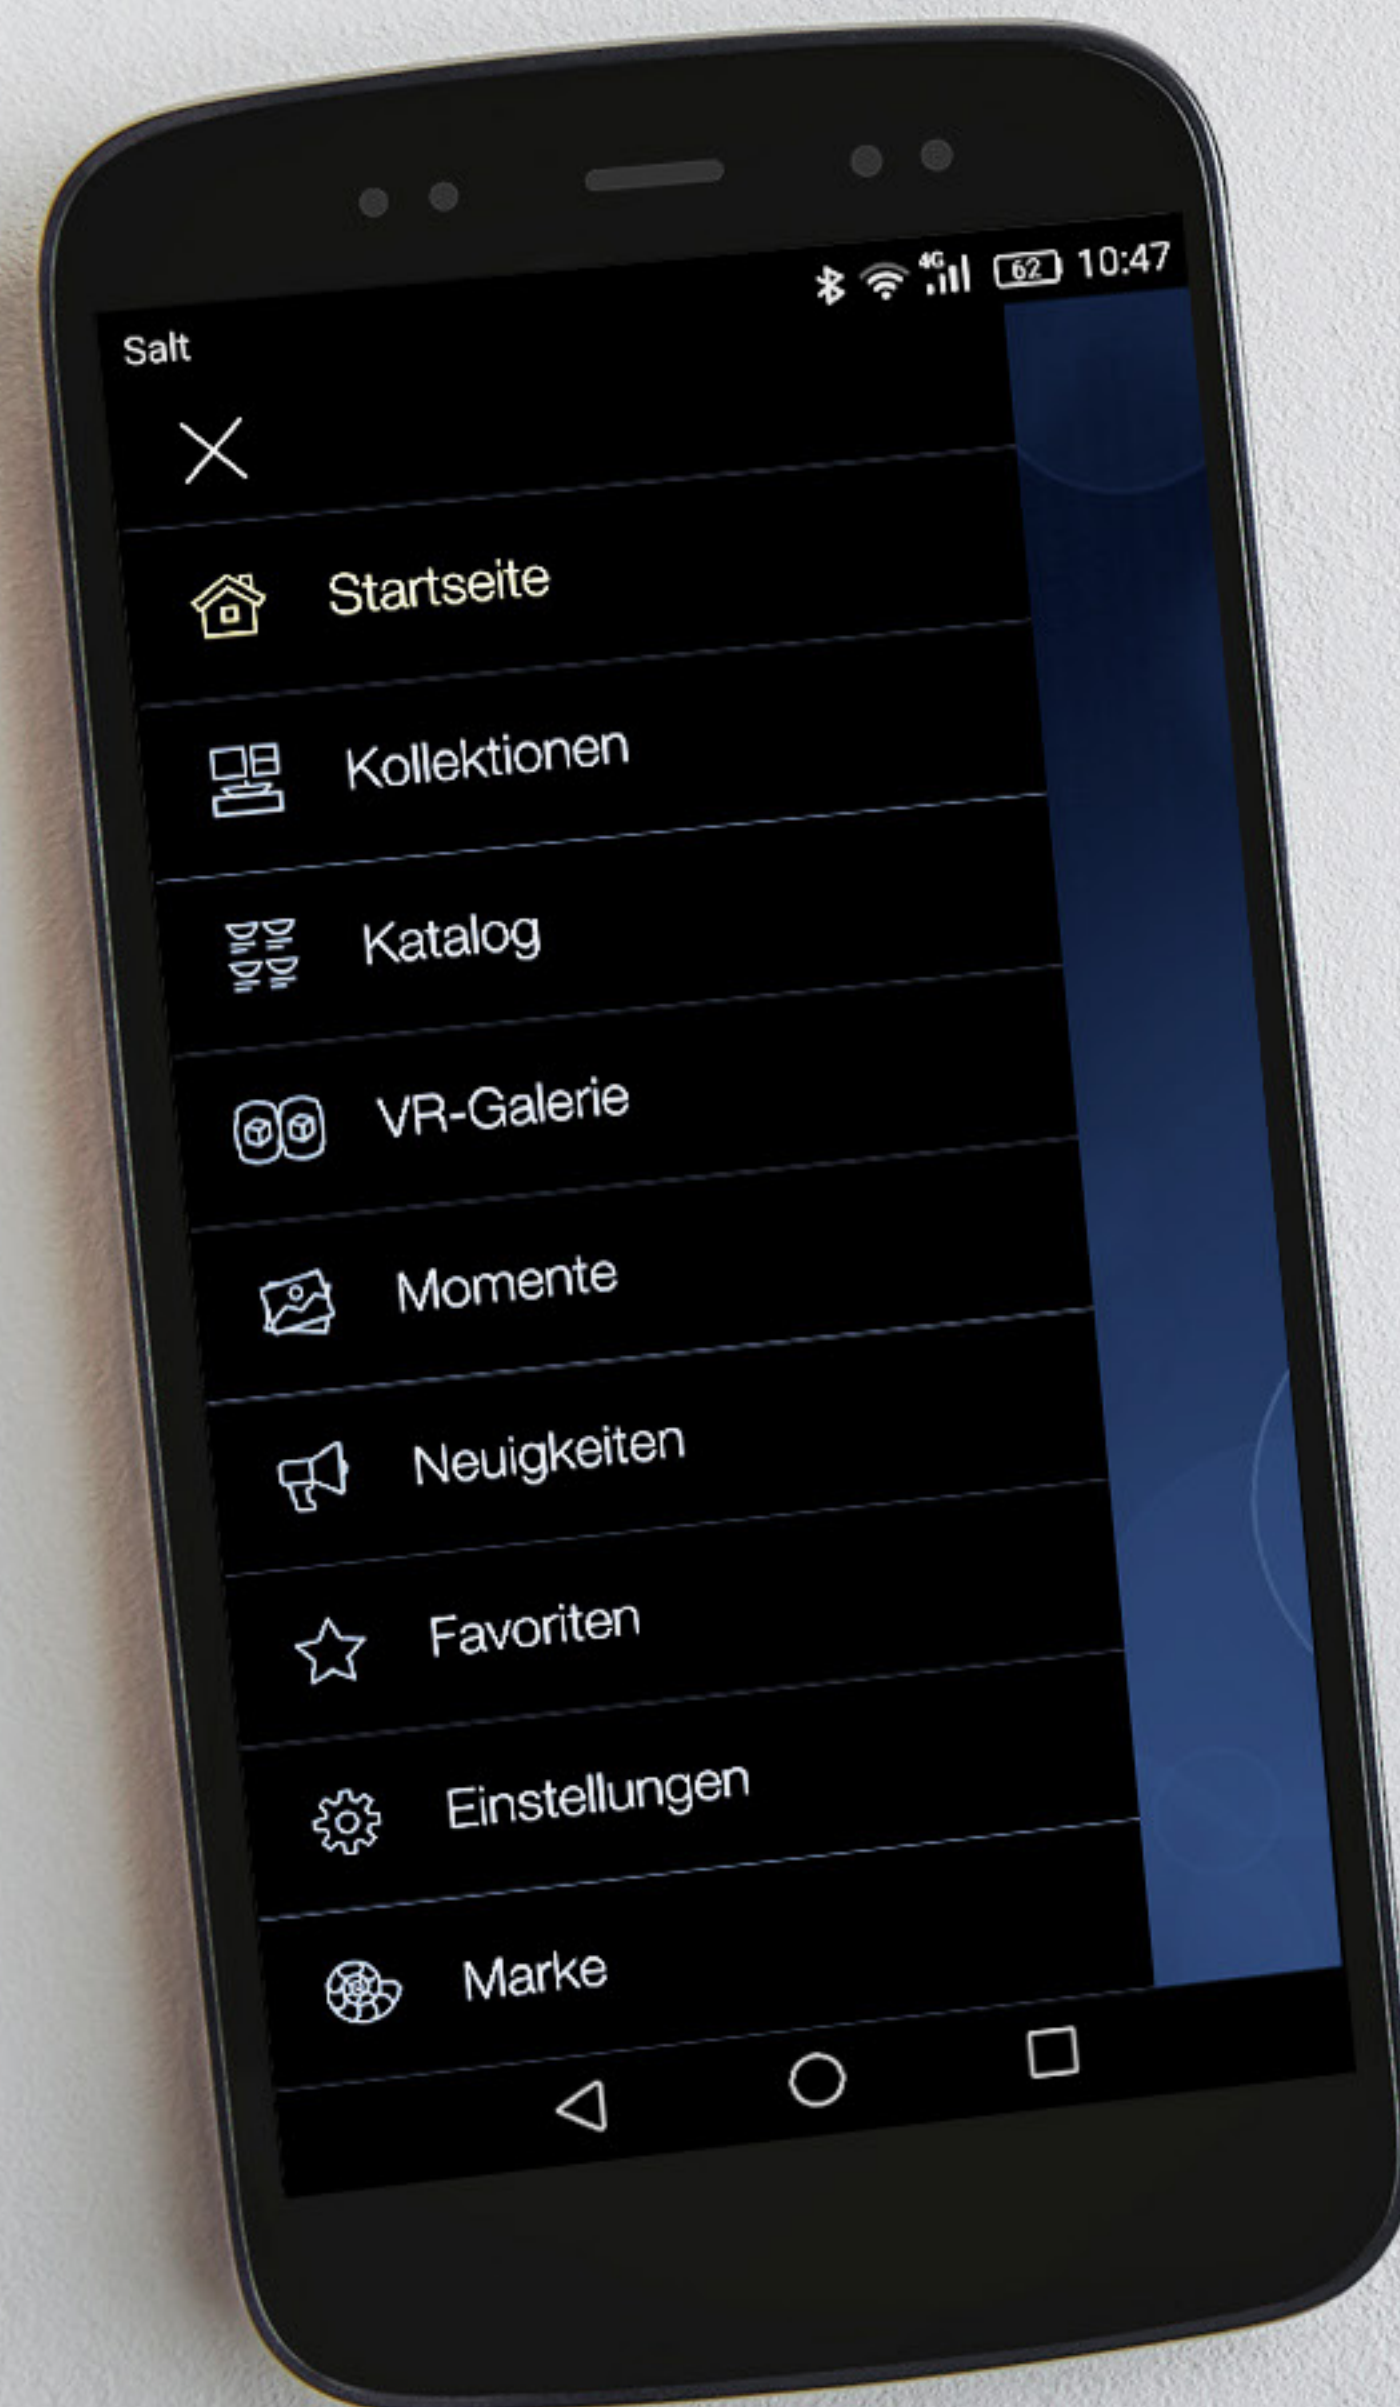 4G 62 10:47
Salt
Startseite
Kollektionen
Katalog
VR-Galerie
Momente
Neuigkeiten
Favoriten
Einstellungen
Marke